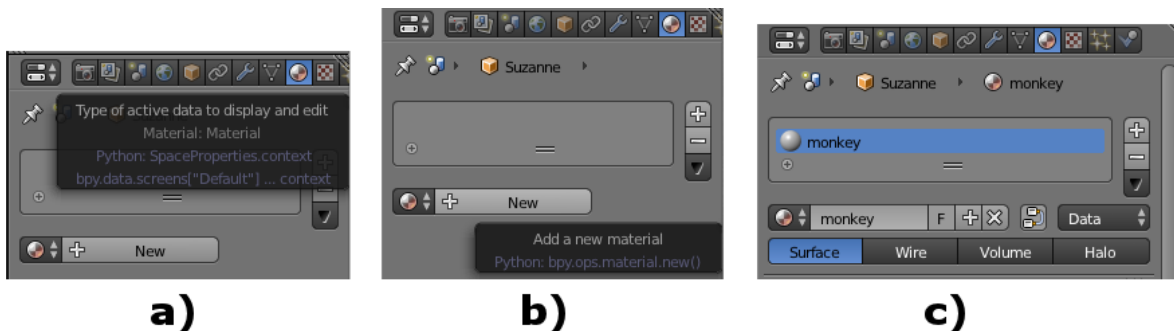 Type of active data to display and edit
Material: Material
Python: SpaceProperties.context
bpy.data.screens["Default"] ... context
New
a)
Suzanne
New
Add a new material
Python: bpy.ops.material.new()
b)
Suzanne
monkey
monkey
monkey
F
Data
Surface
Wire
Volume
Halo
c)